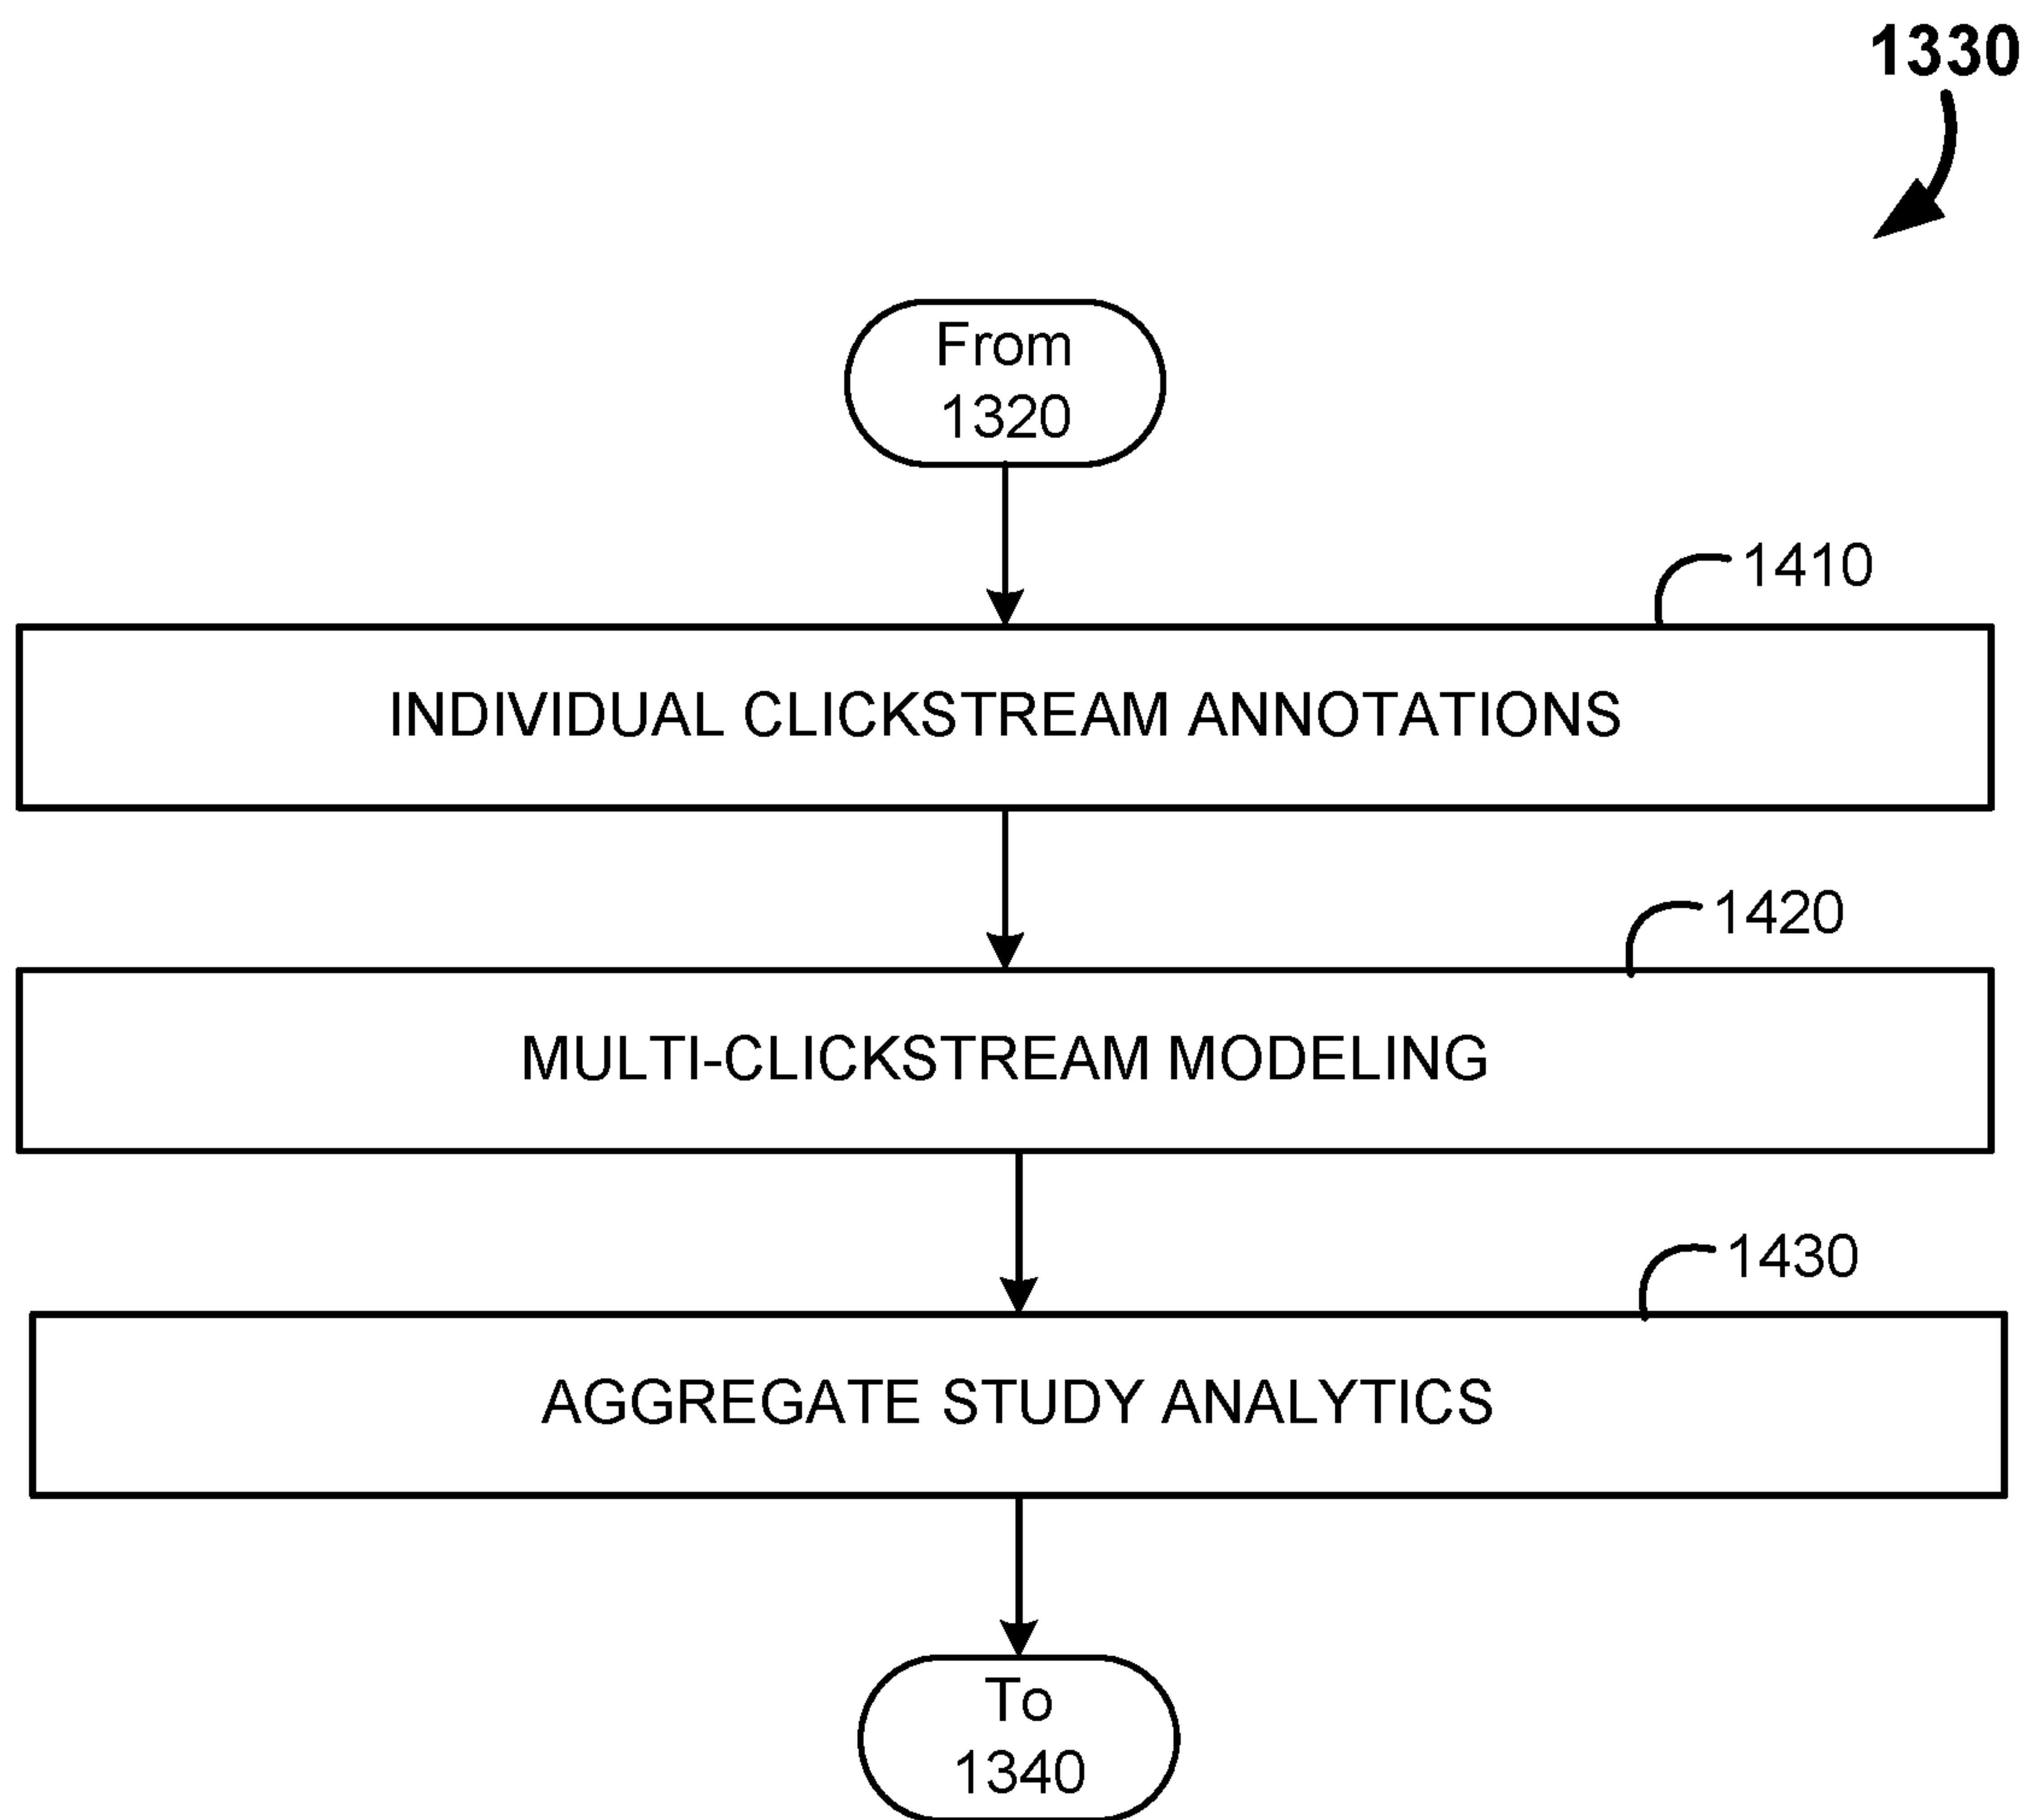 1330
From
1320
1410
INDIVIDUAL CLICKSTREAM ANNOTATIONS
1420
MULTI-CLICKSTREAM MODELING
1430
AGGREGATE STUDY ANALYTICS
To
1340